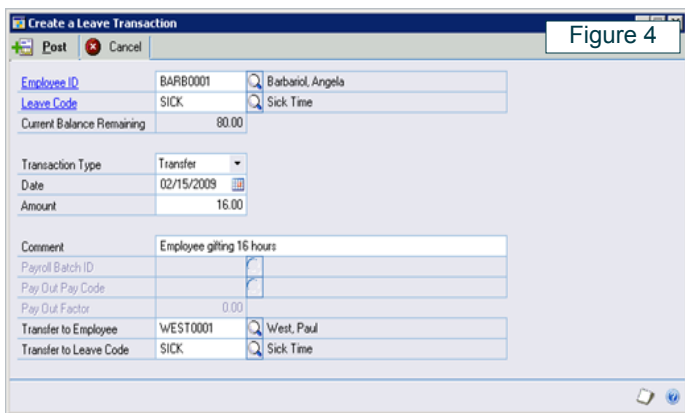 Create a Leave Transaction
Figure 4
Post Cancel
Employee ID BARB0001 Barbariol, Angela
Leave Code SICK Sick Time
Current Balance Remaining 80.00
Transaction Type Transfer
Date 02/15/2009
Amount 16.00
Comment Employee gifting 16 hours
Payroll Batch ID
Pay Out Pay Code
Pay Out Factor 0.00
Transfer to Employee WEST0001 West, Paul
Transfer to Leave Code SICK Sick Time